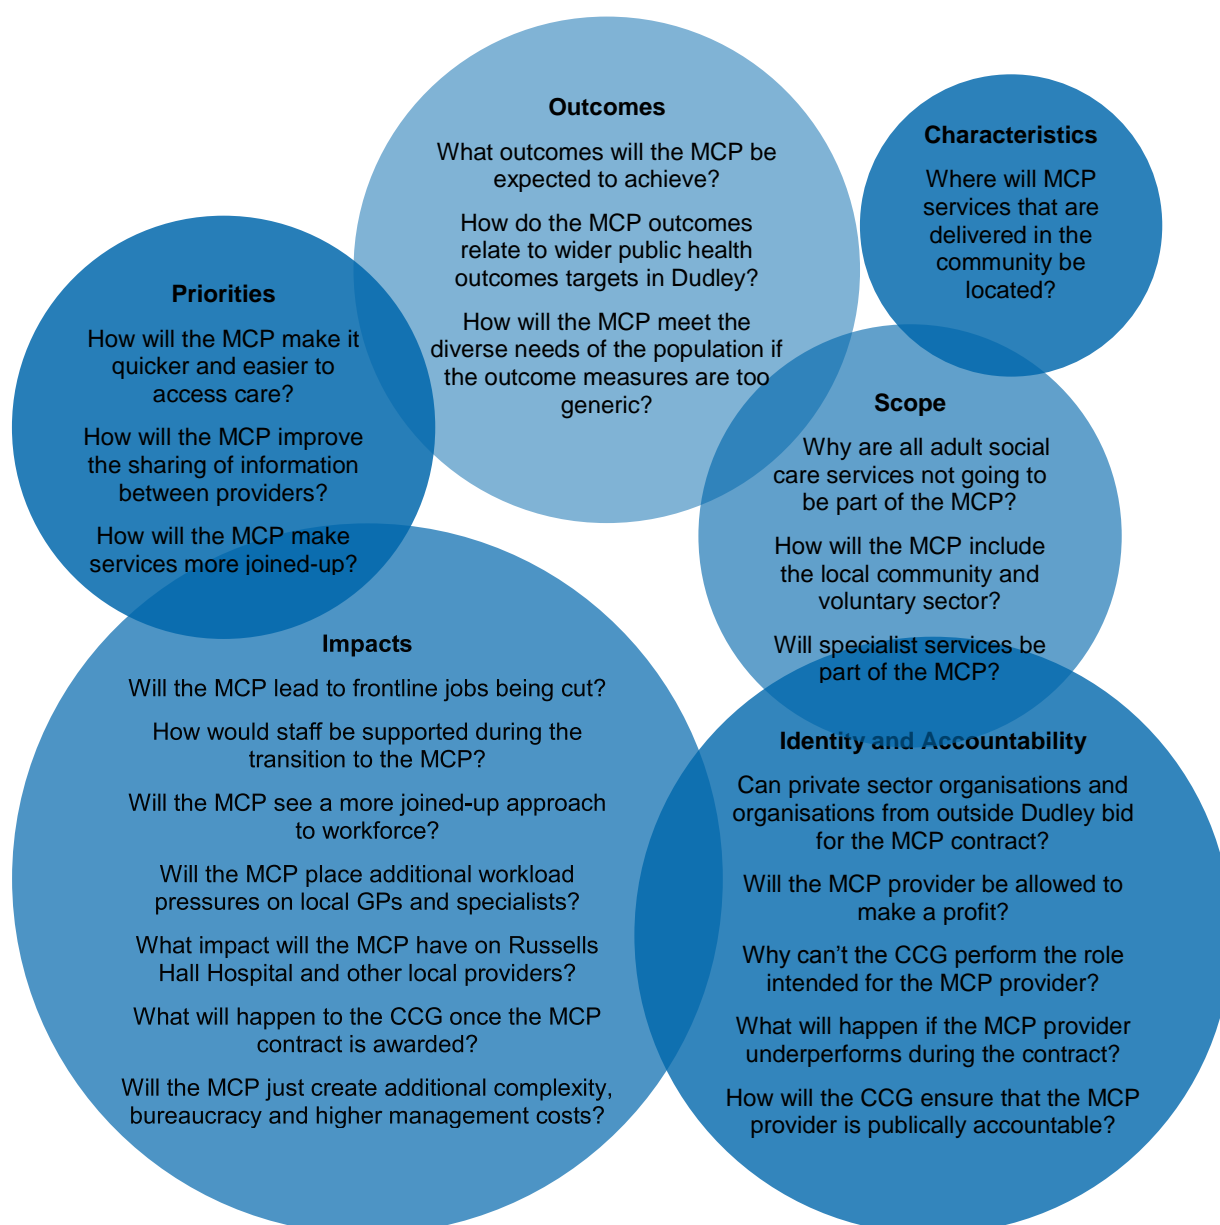 Outcomes
What outcomes will the MCP be
expected to achieve?
How do the MCP outcomes
relate to wider public health
outcomes targets in Dudley?
How will the MCP meet the
diverse needs of the population if
the outcome measures are too
generic?
Characteristics
Where will MCP
services that are
delivered in the
community be
located?
Priorities
How will the MCP make it
quicker and easier to
access care?
How will the MCP improve
the sharing of information
between providers?
How will the MCP make
services more joined-up?
Scope
Why are all adult social
care services not going to
be part of the MCP?
How will the MCP include
the local community and
voluntary sector?
Will specialist services be
part of the MCP?
Impacts
Will the MCP lead to frontline jobs being cut?
How would staff be supported during the
transition to the MCP?
Will the MCP see a more joined-up approach
to workforce?
Will the MCP place additional workload
pressures on local GPs and specialists?
What impact will the MCP have on Russells
Hall Hospital and other local providers?
What will happen to the CCG once the MCP
contract is awarded?
Will the MCP just create additional complexity,
bureaucracy and higher management costs?
Identity and Accountability
Can private sector organisations and
organisations from outside Dudley bid
for the MCP contract?
Will the MCP provider be allowed to
make a profit?
Why can’t the CCG perform the role
intended for the MCP provider?
What will happen if the MCP provider
underperforms during the contract?
How will the CCG ensure that the MCP
provider is publically accountable?